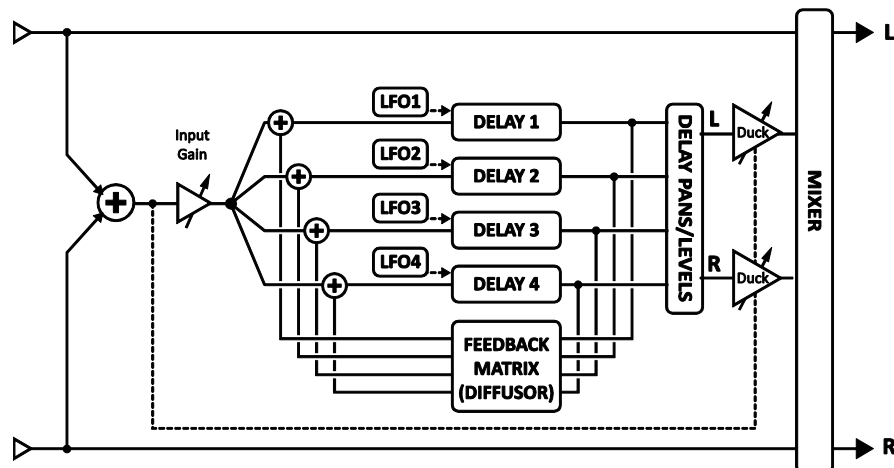 L
LFO1
DELAY 1
Input
Gain
LFO2
DELAY 2
LFO3
DELAY 3
LFO4
DELAY 4
DELAY PANS/LEVELS
L
Duck
R
Duck
MIXER
FEEDBACK
MATRIX
(DIFFUSOR)
R